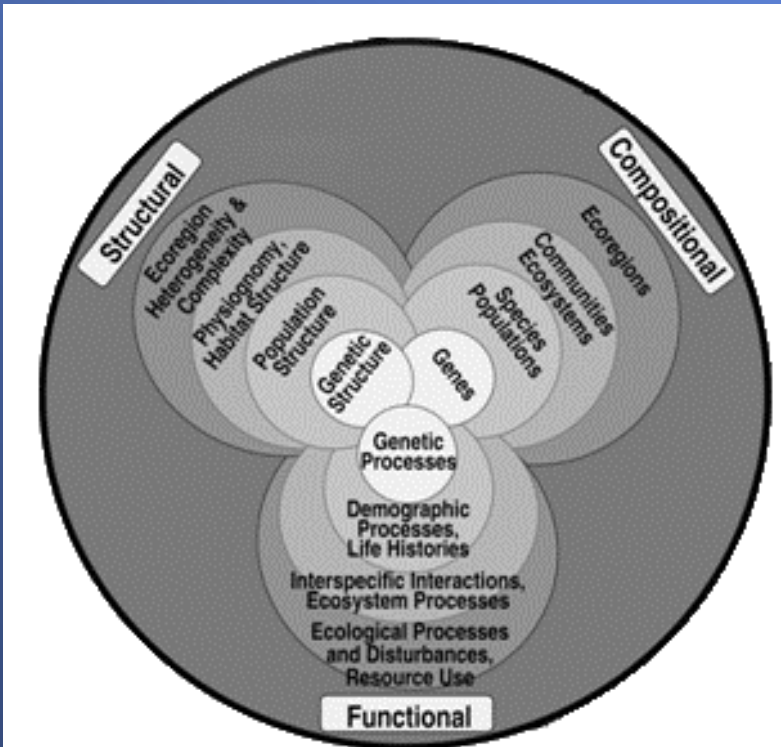 Structural
Ecoregion
Heterogeneity &
Complexity
Physiognomy,
Habitat Structure
Population
Structure
Genetic
Structure
Compositional
Ecoregions
Communities
Ecosystems
Species
Populations
Genes
Genetic
Processes
Demographic
Processes,
Life Histories
Interspecific Interactions,
Ecosystem Processes
Ecological Processes
and Disturbances,
Resource Use
Functional